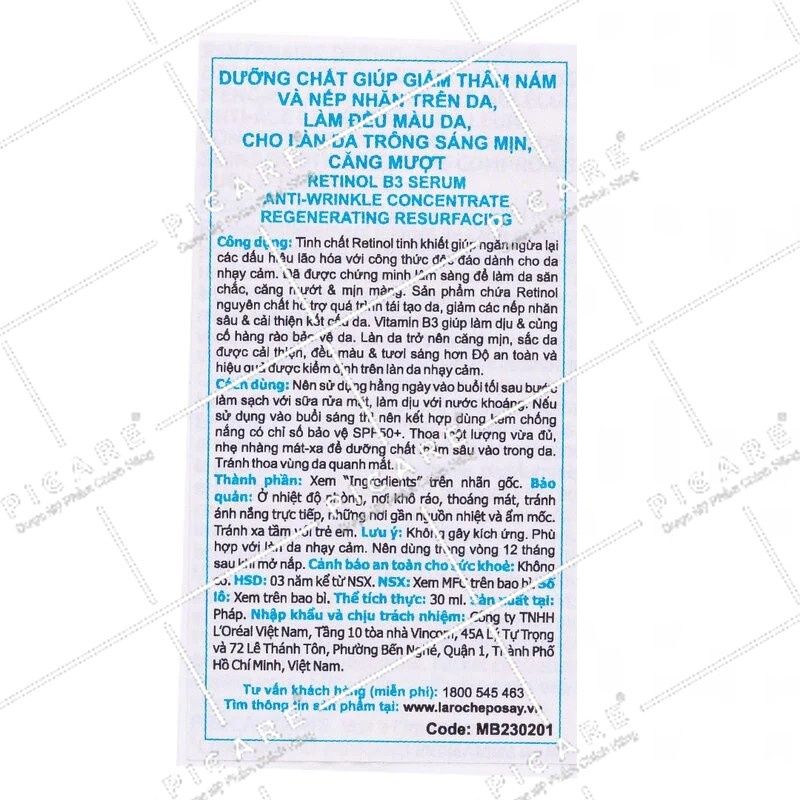 DƯỠNG CHẤT GIÚP GIẢM THÂM NÁM
VÀ NẾP NHĂN TRÊN DA,
LÀM ĐỀU MÀU DA,
CHO LÀN DA TRÔNG SÁNG MỊN,
CĂNG MƯỢT
RETINOL B3 SERUM
ANTI-WRINKLE CONCENTRATE
REGENERATING RESURFACING
Công dụng: Tinh chất Retinol tinh khiết giúp ngăn ngừa lại
các dấu hiệu lão hóa với công thức độc đáo dành cho da
nhạy cảm. Đã được chứng minh lâm sàng để làm da săn
chắc, căng mướt & mịn màng. Sản phẩm chứa Retinol
nguyên chất hỗ trợ quá trình tái tạo da, giảm các nếp nhăn
sâu & cải thiện kết cấu da. Vitamin B3 giúp làm dịu & củng
cố hàng rào bảo vệ da. Làn da trở nên căng mịn, sắc da
được cải thiện, đều màu & tươi sáng hơn Độ an toàn và
hiệu quả được kiểm định trên làn da nhạy cảm.
Cách dùng: Nên sử dụng hằng ngày vào buổi tối sau bước
làm sạch với sữa rửa mặt, làm dịu với nước khoáng. Nếu
sử dụng vào buổi sáng thì nên kết hợp dùng kem chống
nắng có chỉ số bảo vệ SPF50+. Thoa một lượng vừa đủ,
nhẹ nhàng mát-xa để dưỡng chất thấm sâu vào trong da.
Tránh thoa vùng da quanh mắt.
Thành phần: Xem "Ingredients" trên nhãn gốc. Bảo
quản: Ở nhiệt độ phòng, nơi khô ráo, thoáng mát, tránh
ánh nắng trực tiếp, những nơi gần nguồn nhiệt và ẩm mốc.
Tránh xa tầm với trẻ em. Lưu ý: Không gây kích ứng. Phù
hợp với làn da nhạy cảm. Nên dùng trong vòng 12 tháng
sau khi mở nắp. Cảnh báo an toàn cho sức khoẻ: Không
có. HSD: 03 năm kể từ NSX. NSX: Xem MFG trên bao bì. Số
lô: Xem trên bao bì. Thể tích thực: 30 ml. Sản xuất tại:
Pháp. Nhập khẩu và chịu trách nhiệm: Công ty TNHH
L'Oréal Việt Nam, Tầng 10 tòa nhà Vincom, 45A Lý Tự Trọng
và 72 Lê Thánh Tôn, Phường Bến Nghé, Quận 1, Thành Phố
Hồ Chí Minh, Việt Nam.
Tư vấn khách hàng (miễn phí): 1800 545 463
Tìm thông tin sản phẩm tại: www.larocheposay.vn
Code: MB230201
PICARE
Dược Mỹ Phẩm Chính Hãng